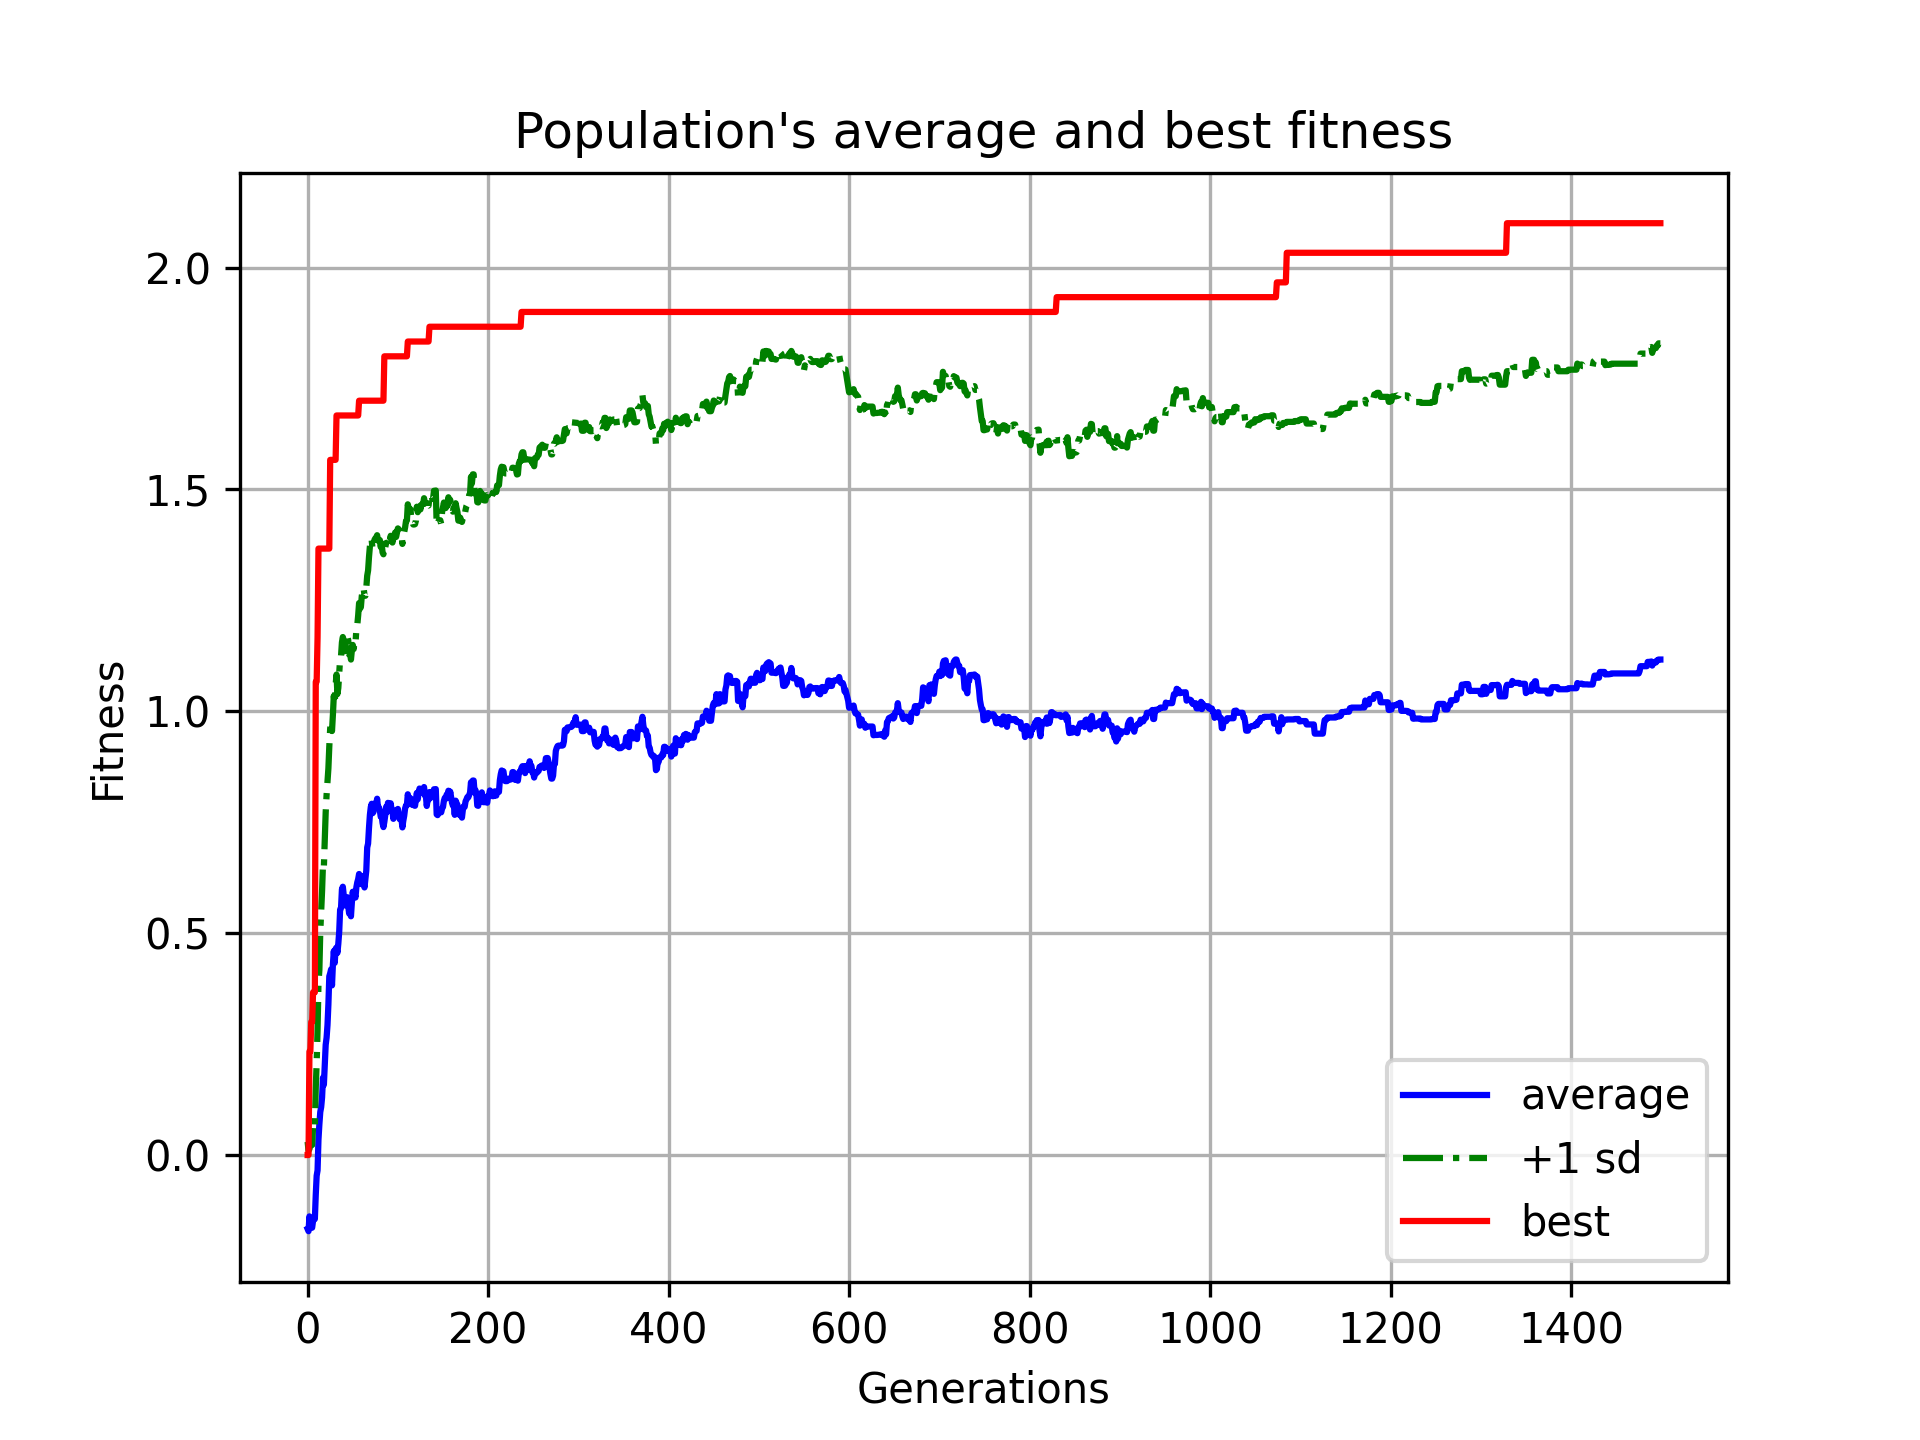 Population's average and best fitness
Fitness
2.0
1.5
1.0
0.5
0.0
0 200 400 600 800 1000 1200 1400
Generations
average
+1 sd
best